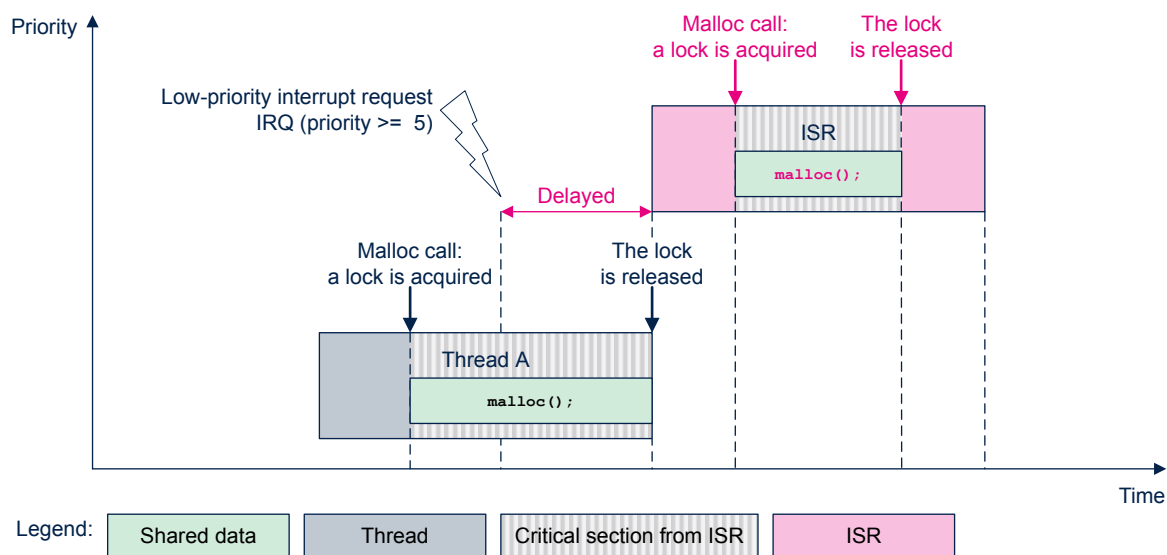 Priority
Malloc call:
a lock is acquired
The lock
is released
Low-priority interrupt request
IRQ (priority >= 5)
ISR
malloc();
Delayed
Malloc call:
a lock is acquired
The lock
is released
Thread A
malloc();
Time
Legend:
Shared data
Thread
Critical section from ISR
ISR